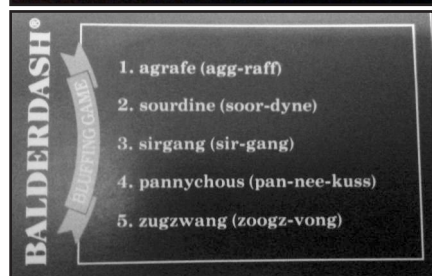 BALDERDASH®
BLUFFING GAME
1. agrafe (agg-raff)
2. sourdine (soor-dyne)
3. sirgang (sir-gang)
4. pannychous (pan-nee-kuss)
5. zugzwang (zoogz-vong)